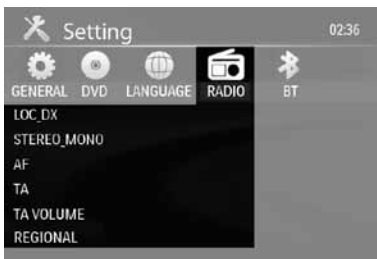 Setting 02:36
GENERAL DVD LANGUAGE RADIO BT
LOC_DX
STEREO_MONO
AF
TA
TA VOLUME
REGIONAL